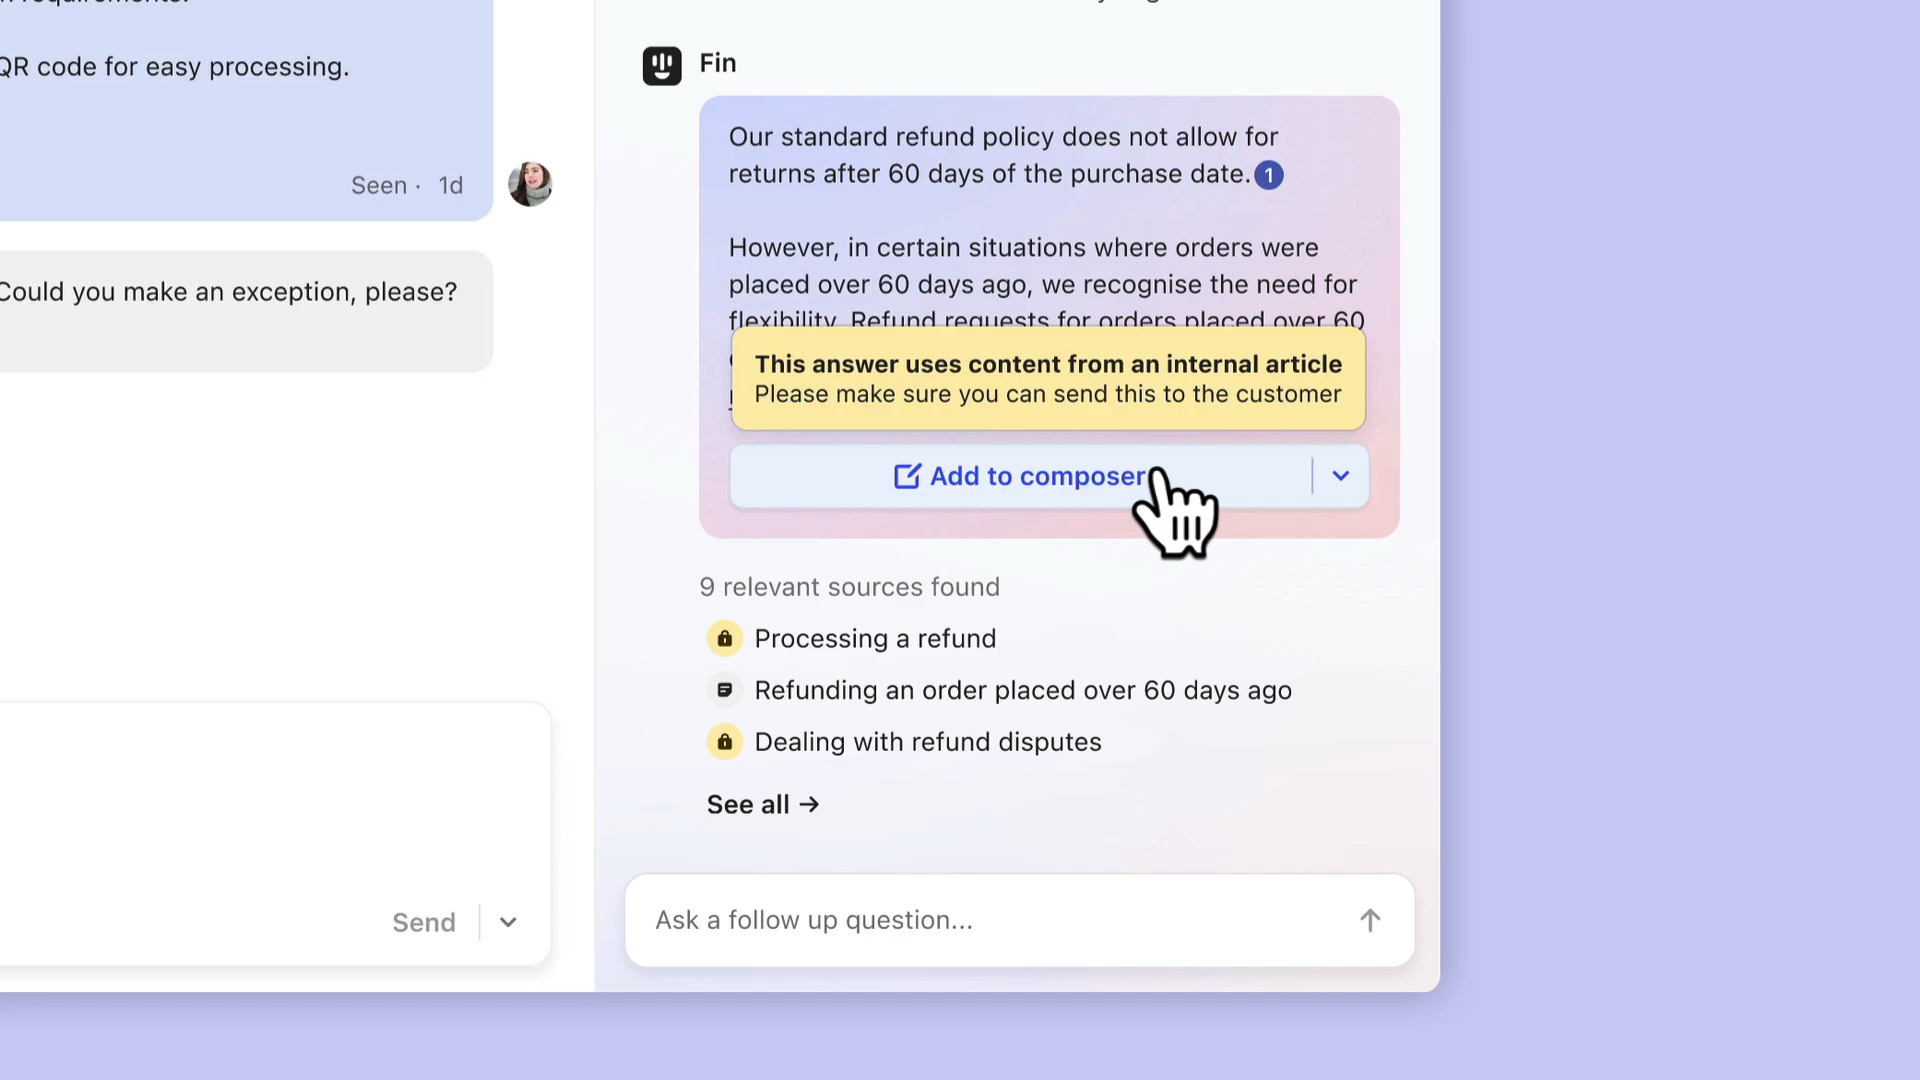 QR code for easy processing.
Seen · 1d
Could you make an exception, please?
Send
Fin
Our standard refund policy does not allow for
returns after 60 days of the purchase date. 1
However, in certain situations where orders were
placed over 60 days ago, we recognise the need for
flexibility. Refund requests for orders placed over 60
This answer uses content from an internal article
Please make sure you can send this to the customer
Add to composer
9 relevant sources found
Processing a refund
Refunding an order placed over 60 days ago
Dealing with refund disputes
See all →
Ask a follow up question...